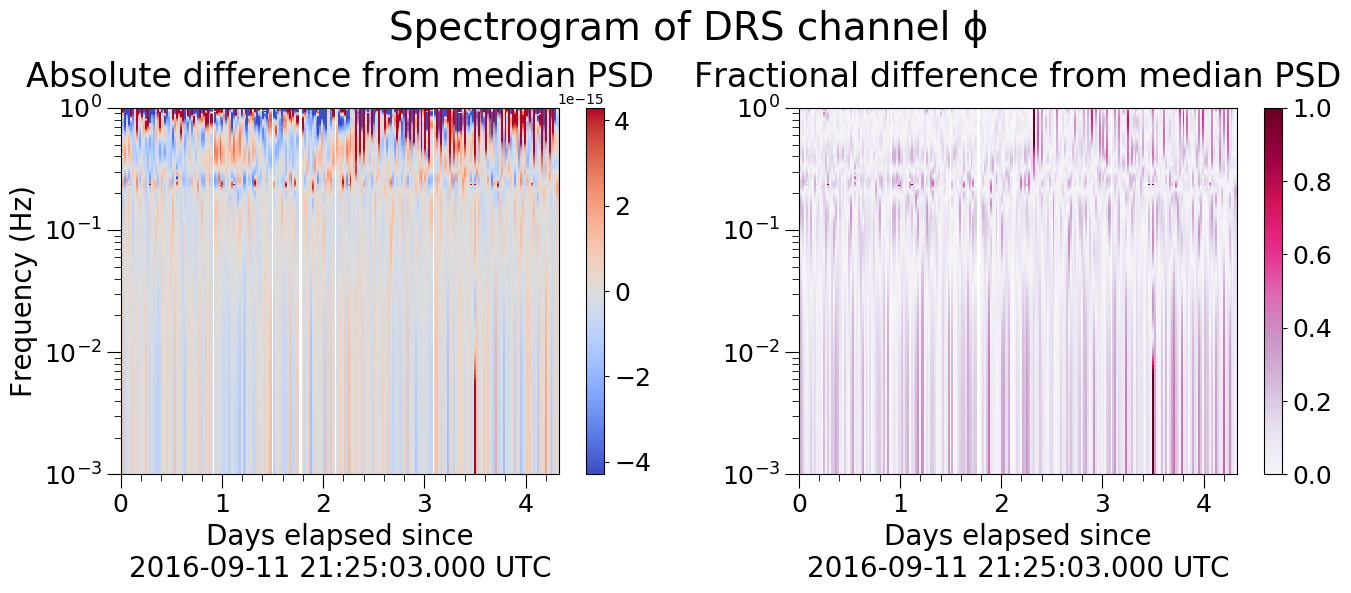 Spectrogram of DRS channel ϕ
Absolute difference from median PSD
1e−15
10⁰
10⁻¹
10⁻²
10⁻³
Frequency (Hz)
0 1 2 3 4
Days elapsed since
2016-09-11 21:25:03.000 UTC
4
2
0
−2
−4
Fractional difference from median PSD
10⁰
10⁻¹
10⁻²
10⁻³
0 1 2 3 4
Days elapsed since
2016-09-11 21:25:03.000 UTC
1.0
0.8
0.6
0.4
0.2
0.0